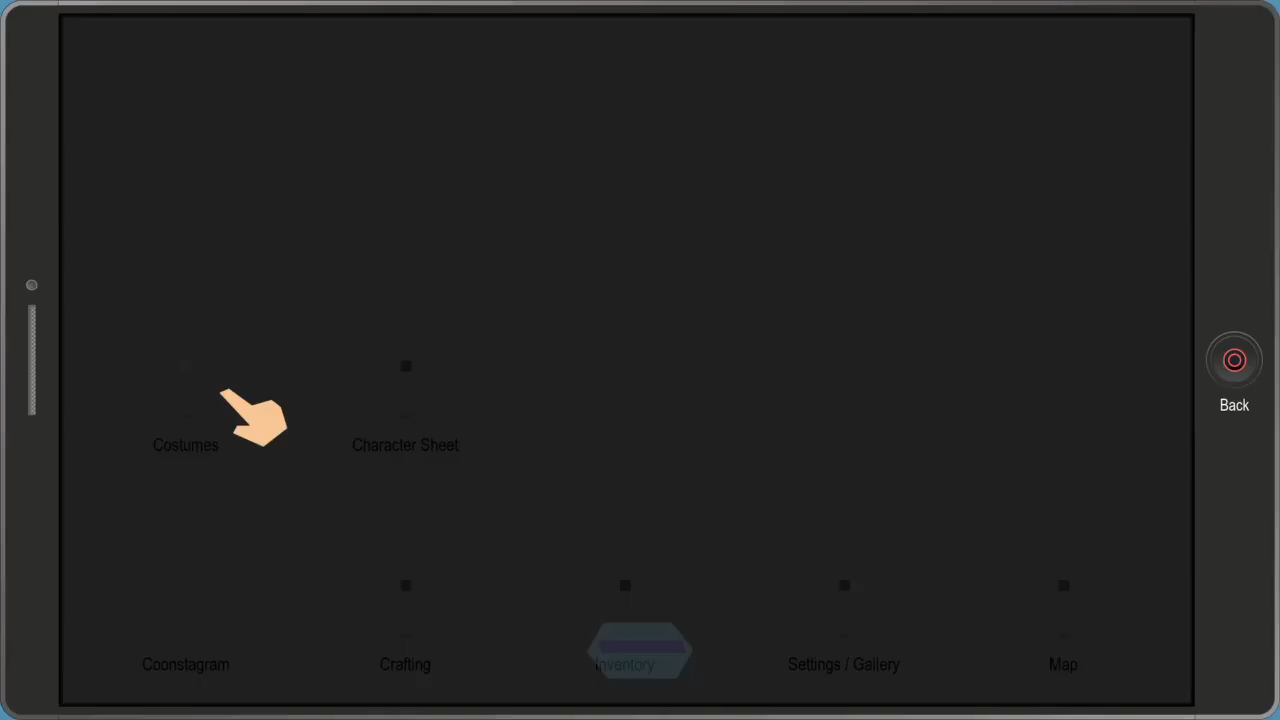 Back
Costumes
Character Sheet
Coonstagram
Crafting
Inventory
Settings / Gallery
Map